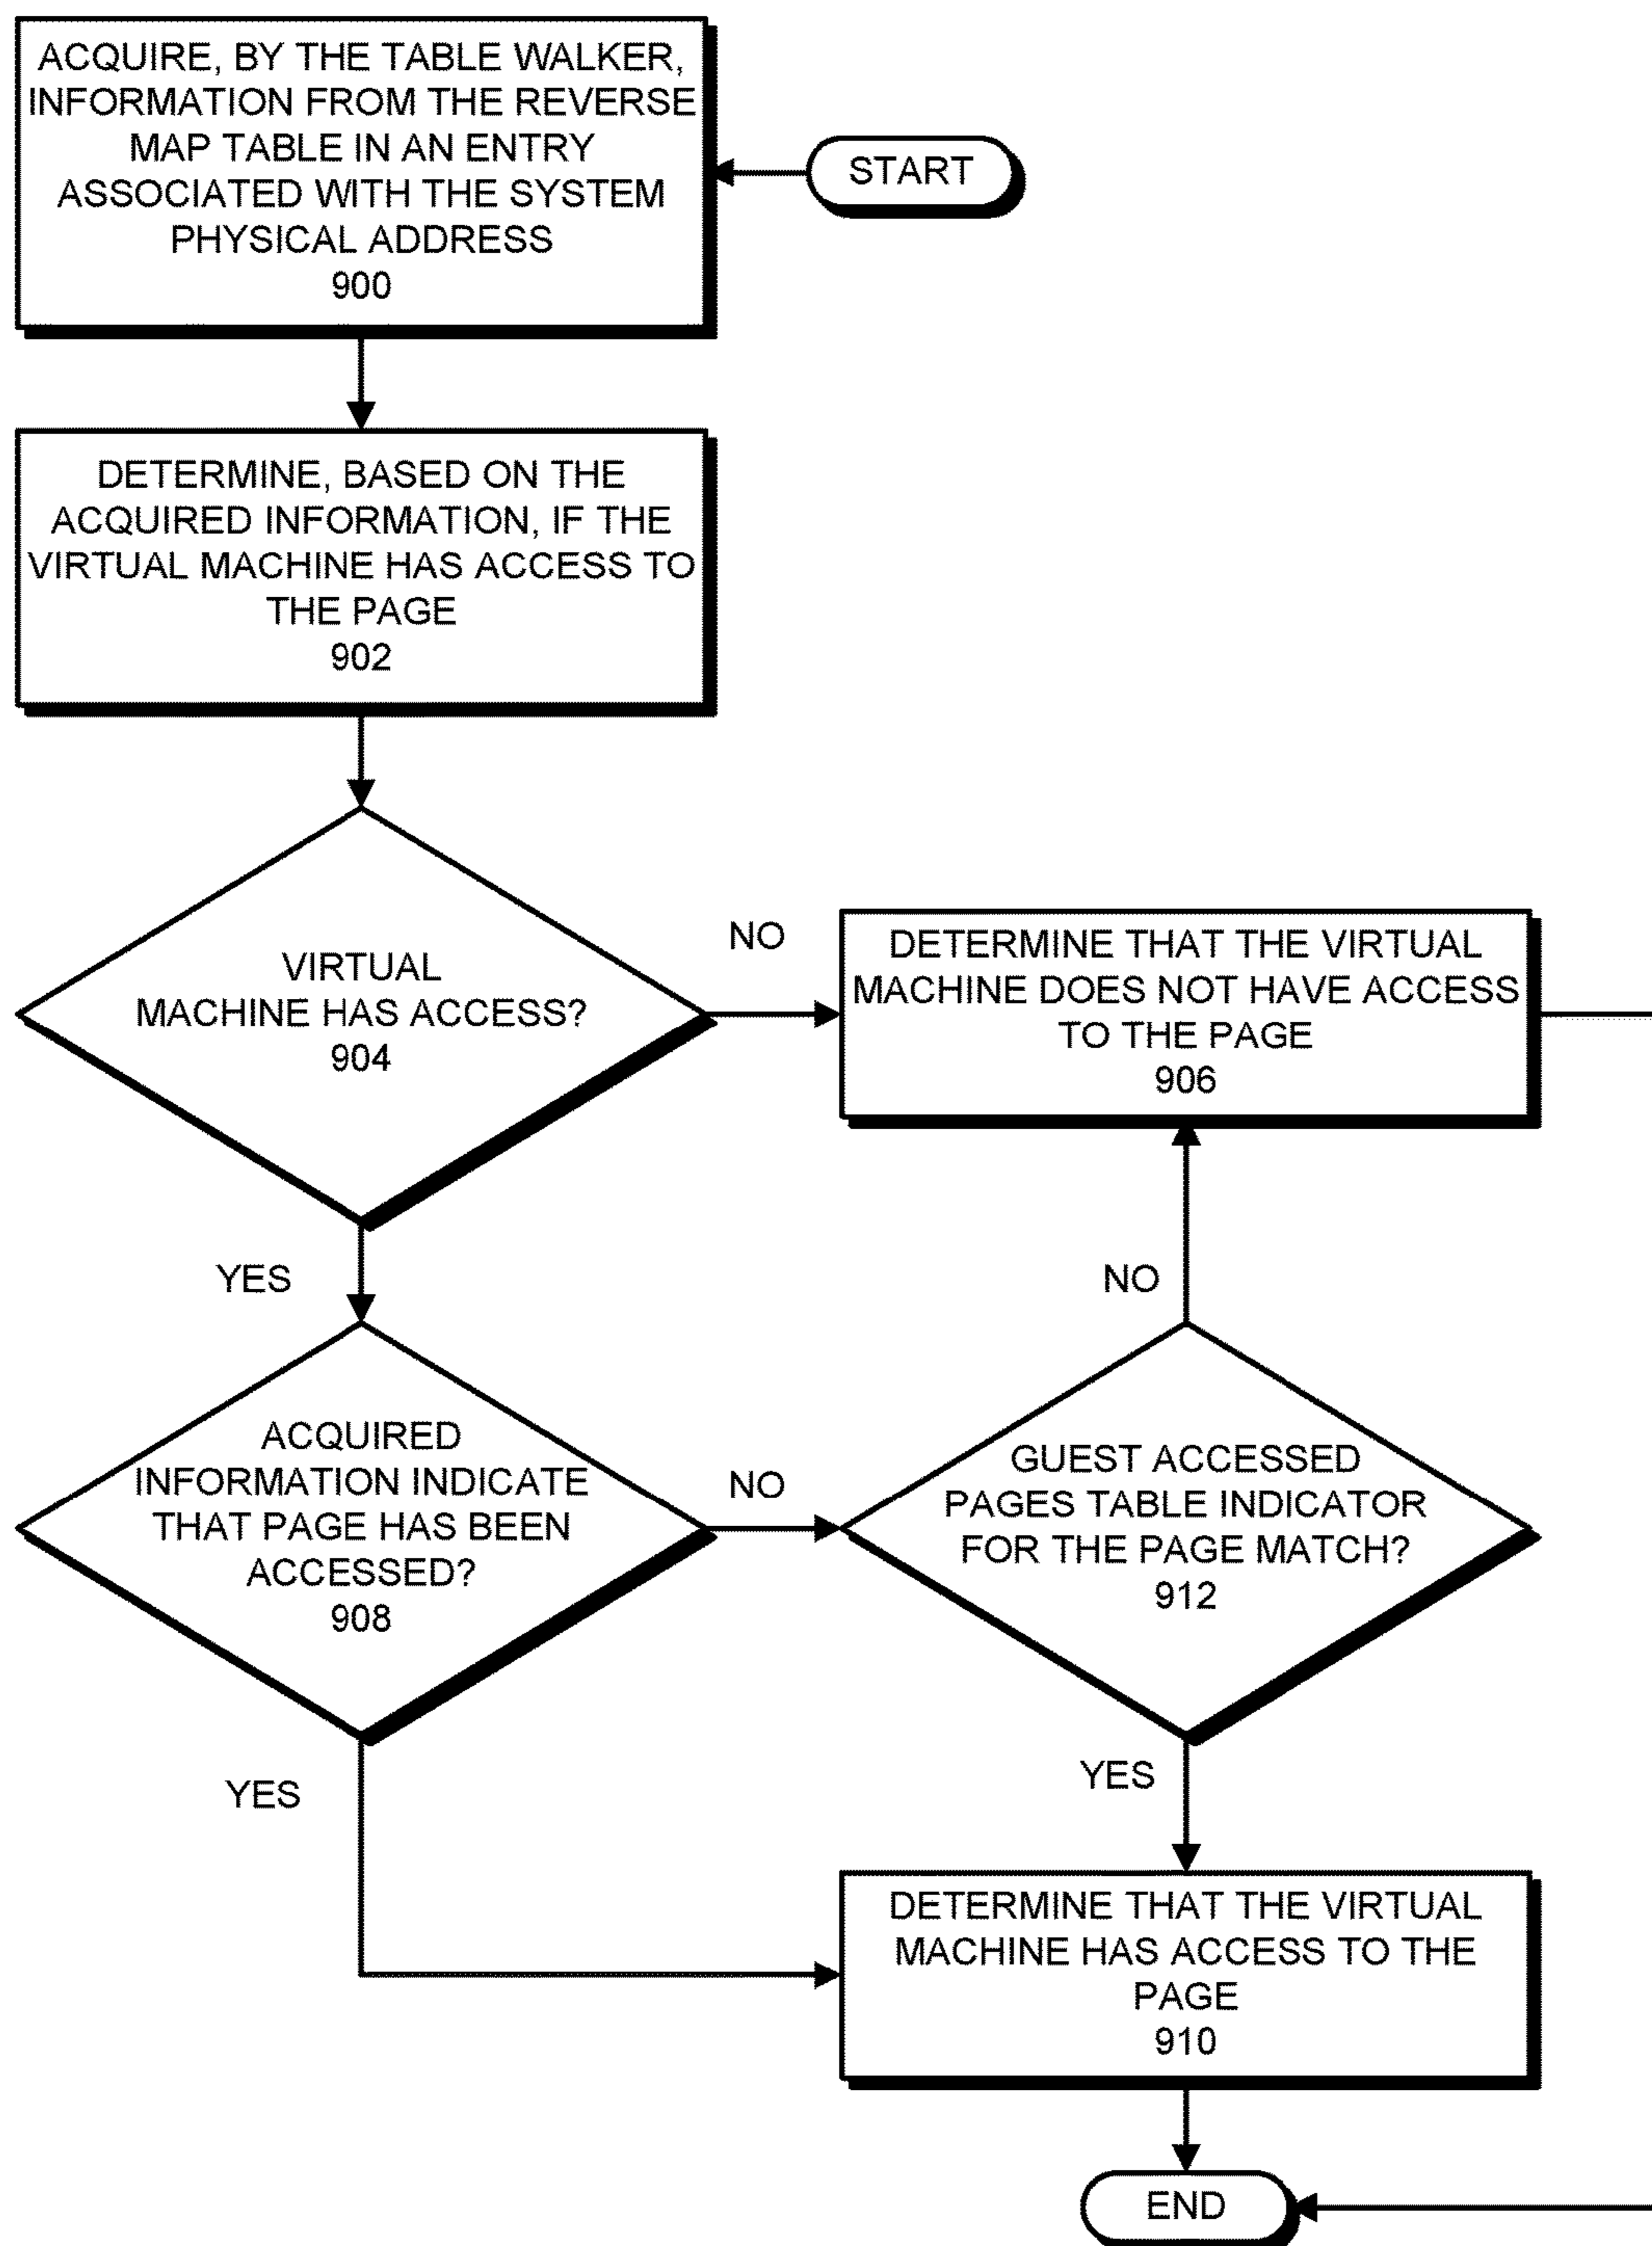 ACQUIRE, BY THE TABLE WALKER,
INFORMATION FROM THE REVERSE
MAP TABLE IN AN ENTRY
ASSOCIATED WITH THE SYSTEM
PHYSICAL ADDRESS
900
START
DETERMINE, BASED ON THE
ACQUIRED INFORMATION, IF THE
VIRTUAL MACHINE HAS ACCESS TO
THE PAGE
902
VIRTUAL
MACHINE HAS ACCESS?
904
NO
DETERMINE THAT THE VIRTUAL
MACHINE DOES NOT HAVE ACCESS
TO THE PAGE
906
YES
NO
ACQUIRED
INFORMATION INDICATE
THAT PAGE HAS BEEN
ACCESSED?
908
NO
GUEST ACCESSED
PAGES TABLE INDICATOR
FOR THE PAGE MATCH?
912
YES
YES
DETERMINE THAT THE VIRTUAL
MACHINE HAS ACCESS TO THE
PAGE
910
END